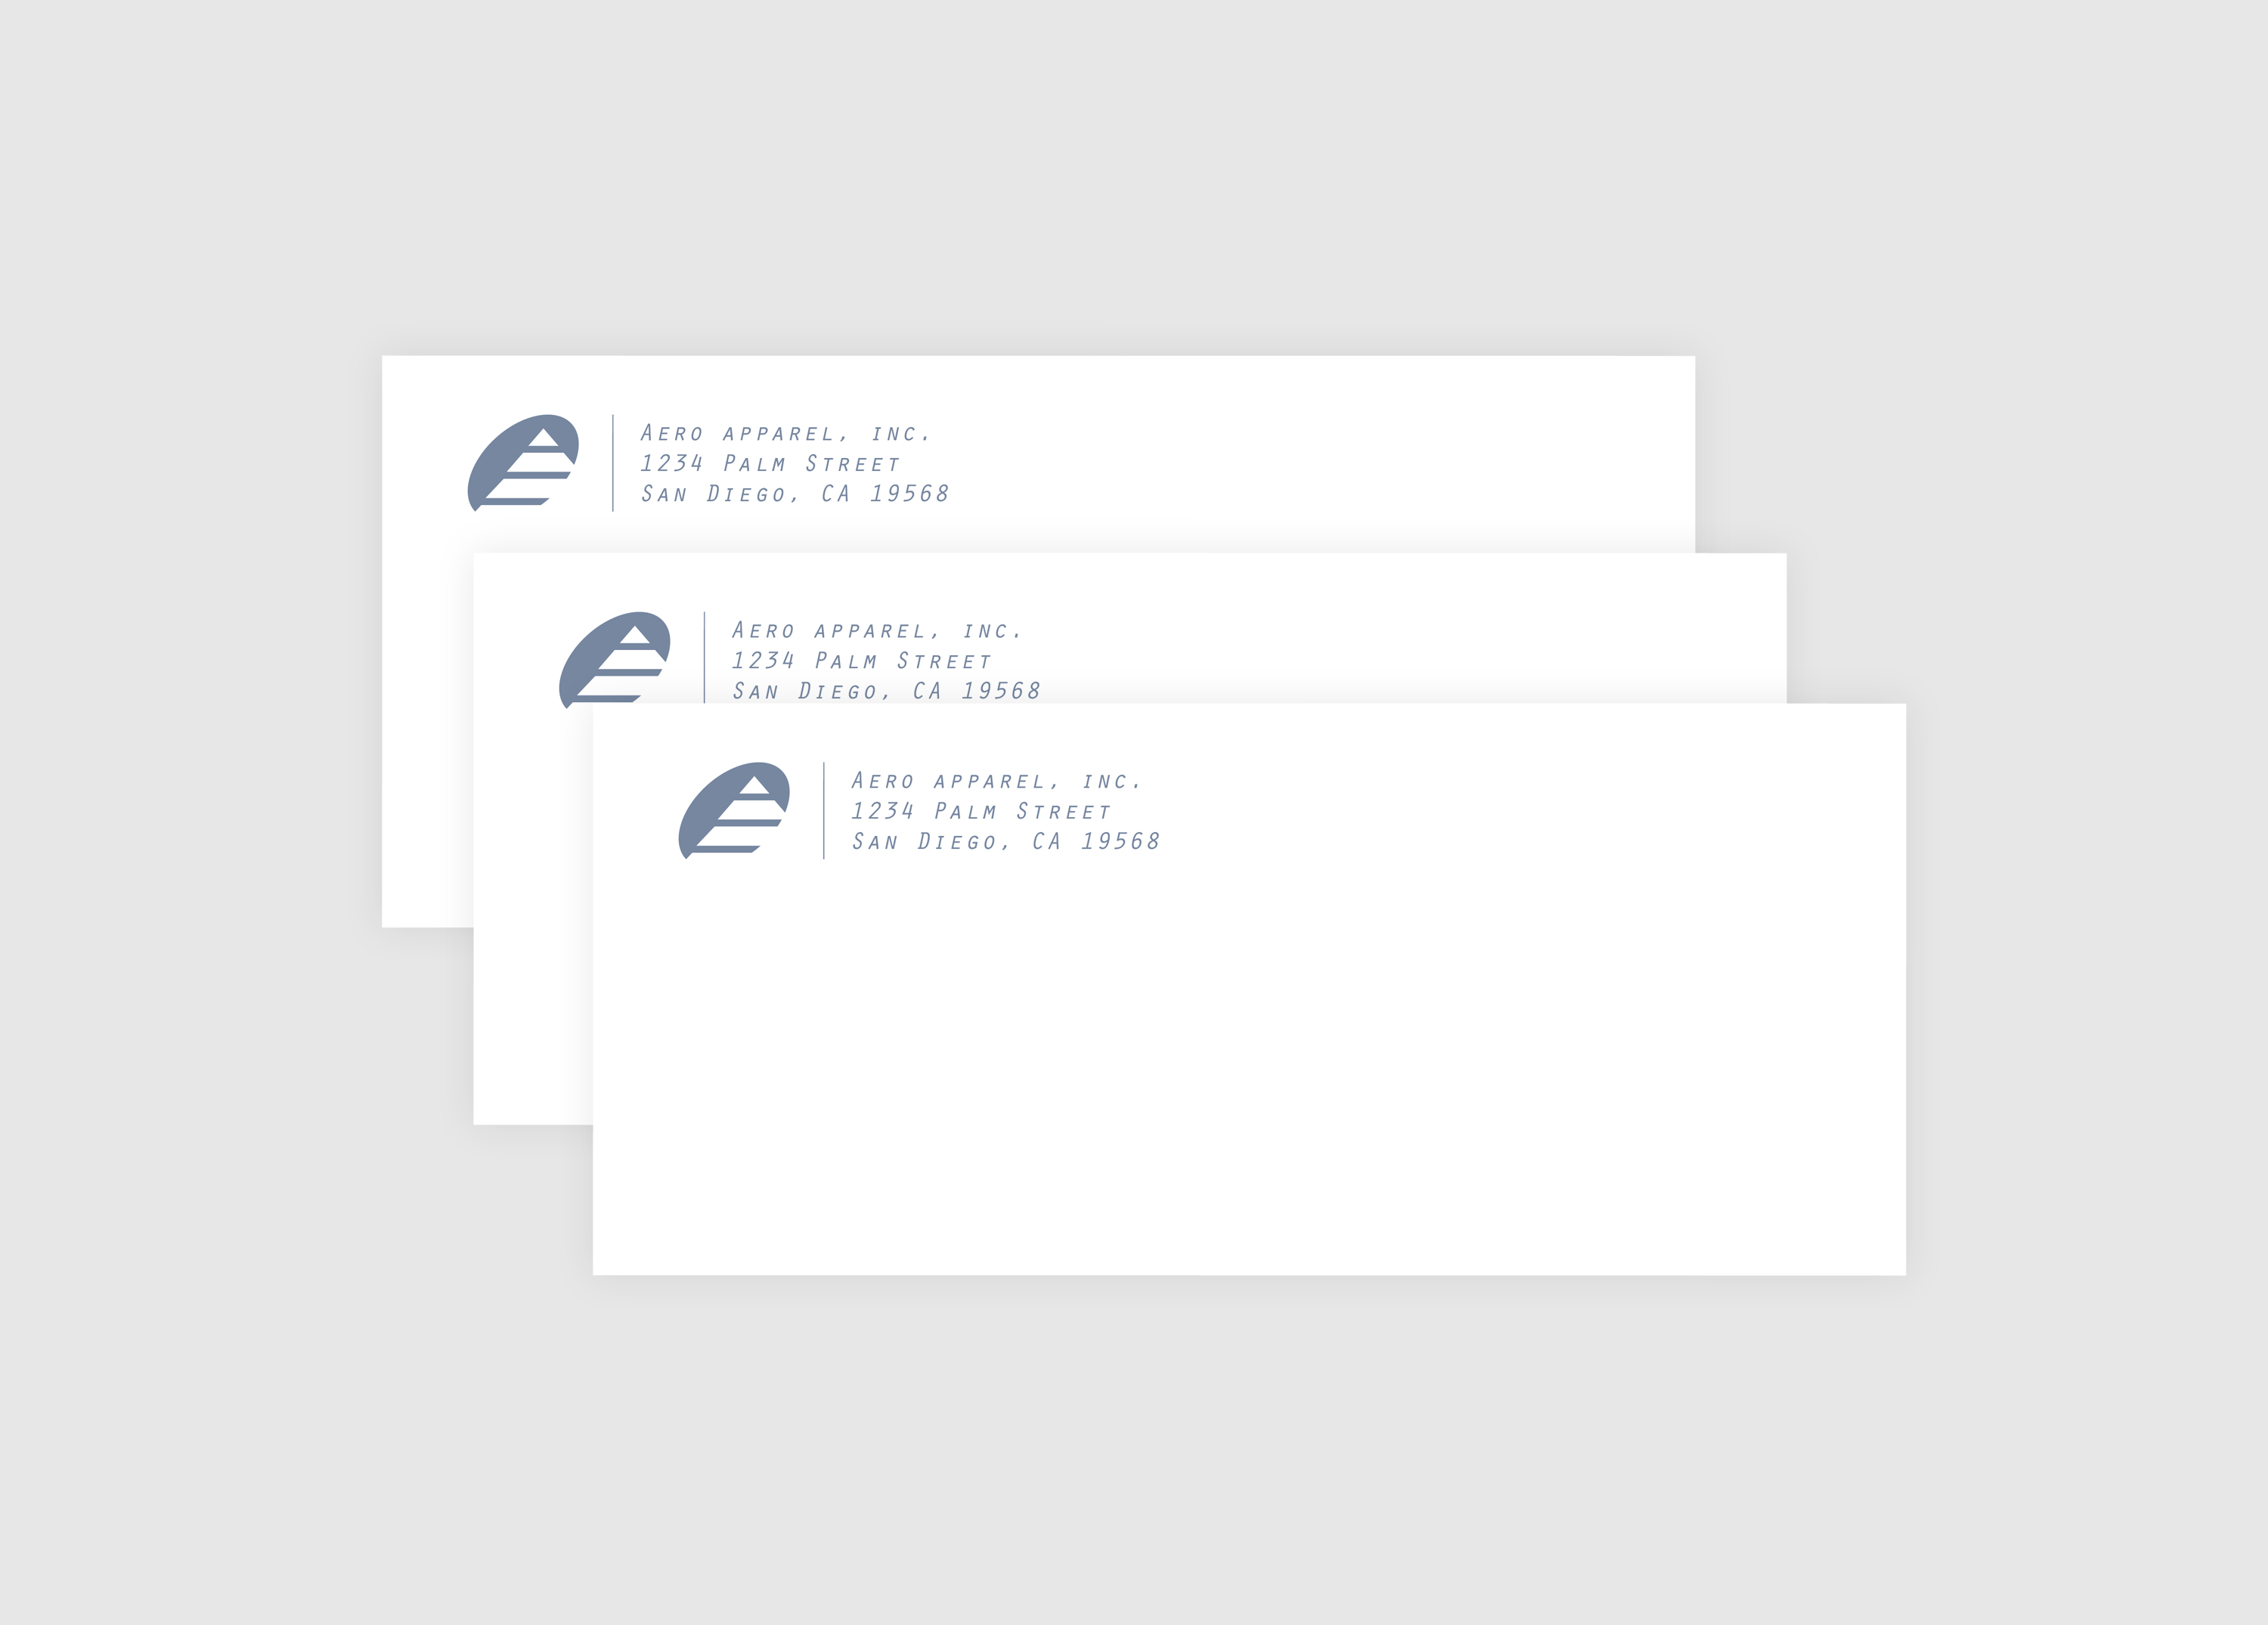 Aero apparel, inc.
1234 Palm Street
San Diego, CA 19568
Aero apparel, inc.
1234 Palm Street
San Diego, CA 19568
Aero apparel, inc.
1234 Palm Street
San Diego, CA 19568